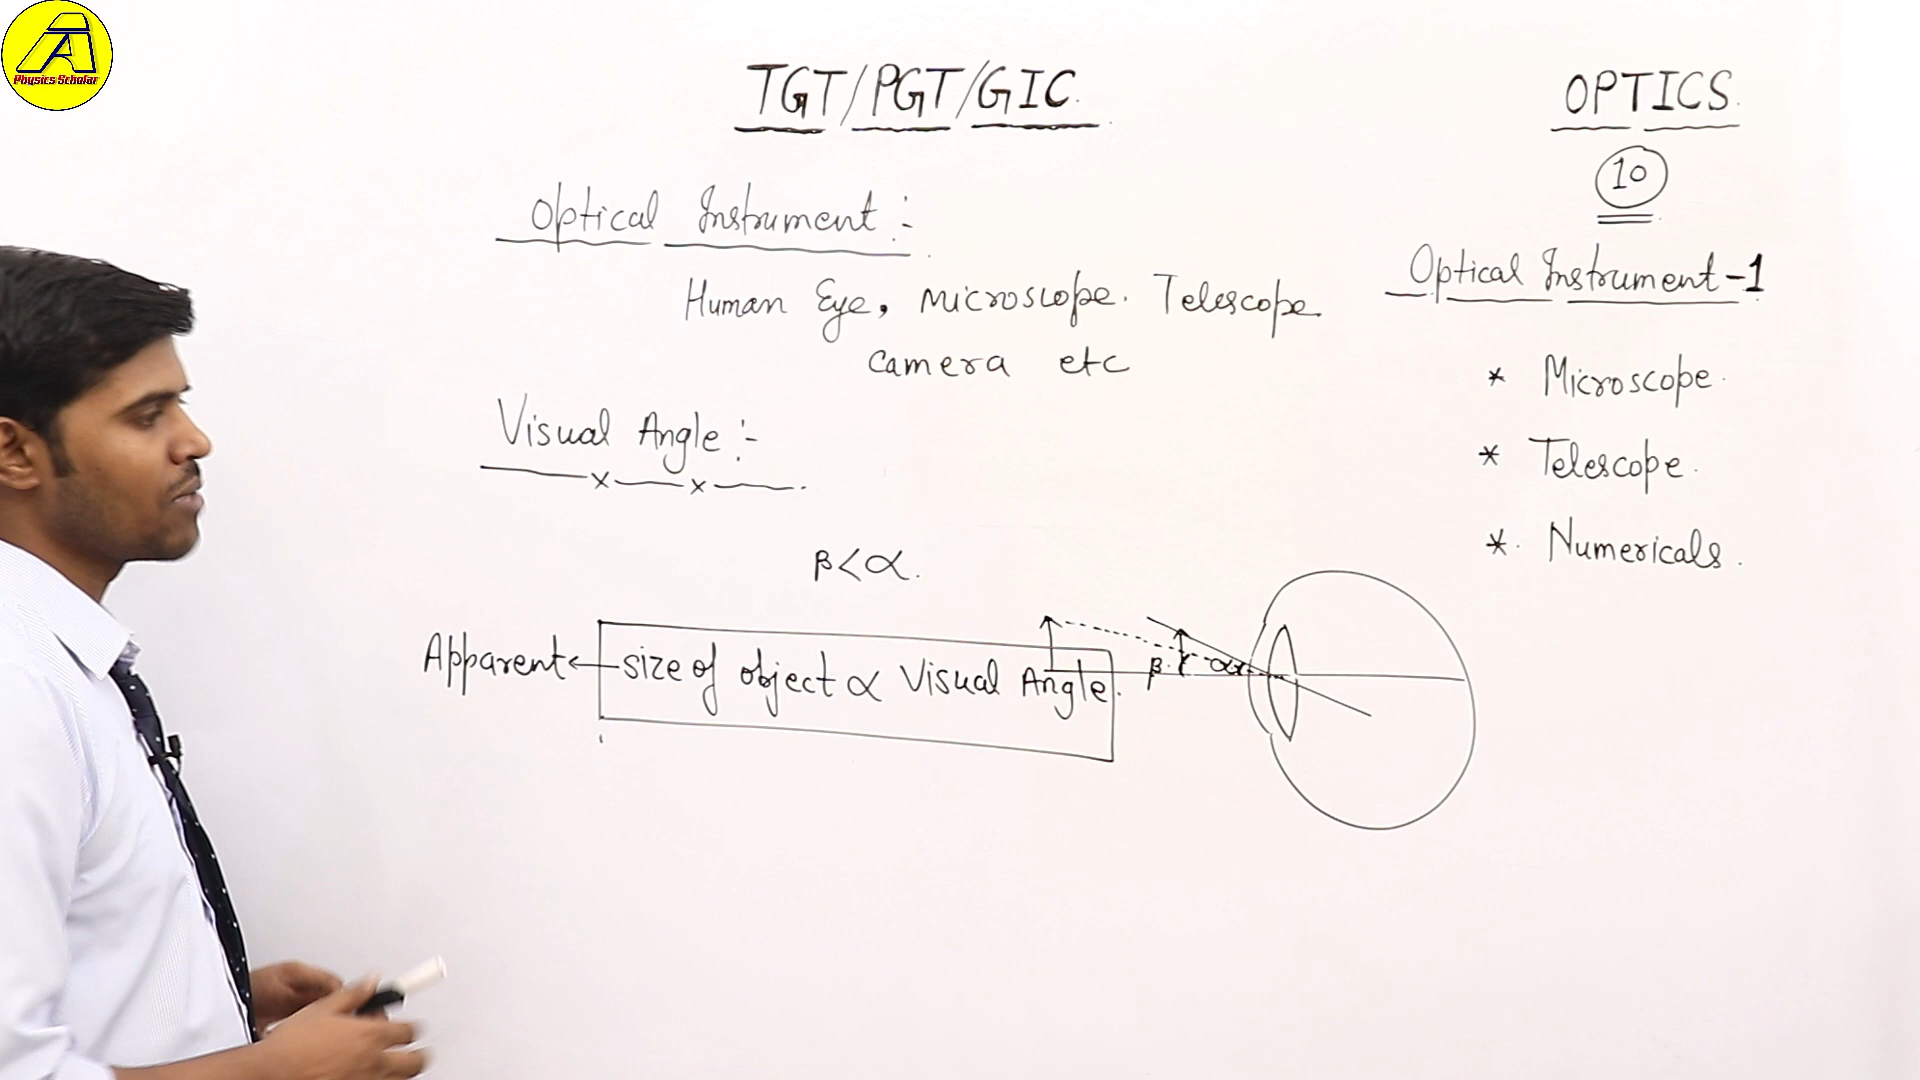 A
Physics Scholar
TGT/PGT/GIC.
OPTICS.
10
Optical Instrument :-
Optical Instrument-1
Human Eye, Microscope. Telescope
Camera etc
* Microscope.
Visual Angle :-
* Telescope.
* Numericals.
β<α.
Apparent ← size of object ∝ Visual Angle.
β α